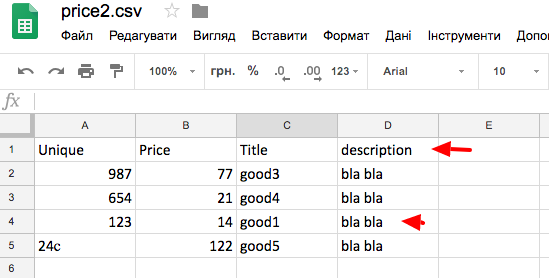 price2.csv
Файл Редагувати Вигляд Вставити Формат Дані Інструменти Допо
100% грн. % .0 .00 123 Arial 10
fx
A B C D E
1 Unique Price Title description
2 987 77 good3 bla bla
3 654 21 good4 bla bla
4 123 14 good1 bla bla
5 24c 122 good5 bla bla
6